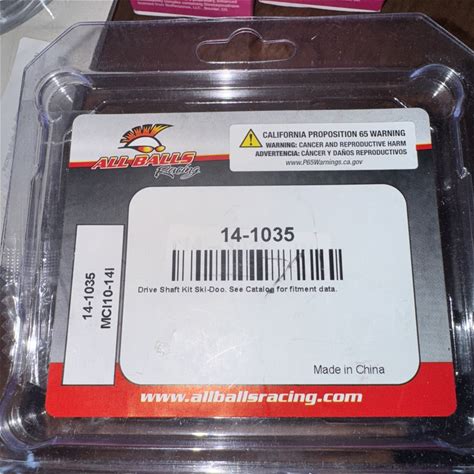 ALL BALLS
Racing
CALIFORNIA PROPOSITION 65 WARNING
WARNING: CANCER AND REPRODUCTIVE HARM
ADVERTENCIA: CÁNCER Y DAÑOS REPRODUCTIVOS
www.P65Warnings.ca.gov
14-1035
Drive Shaft Kit Ski-Doo. See Catalog for fitment data.
14-1035
MCI10-14I
Made in China
www.allballsracing.com